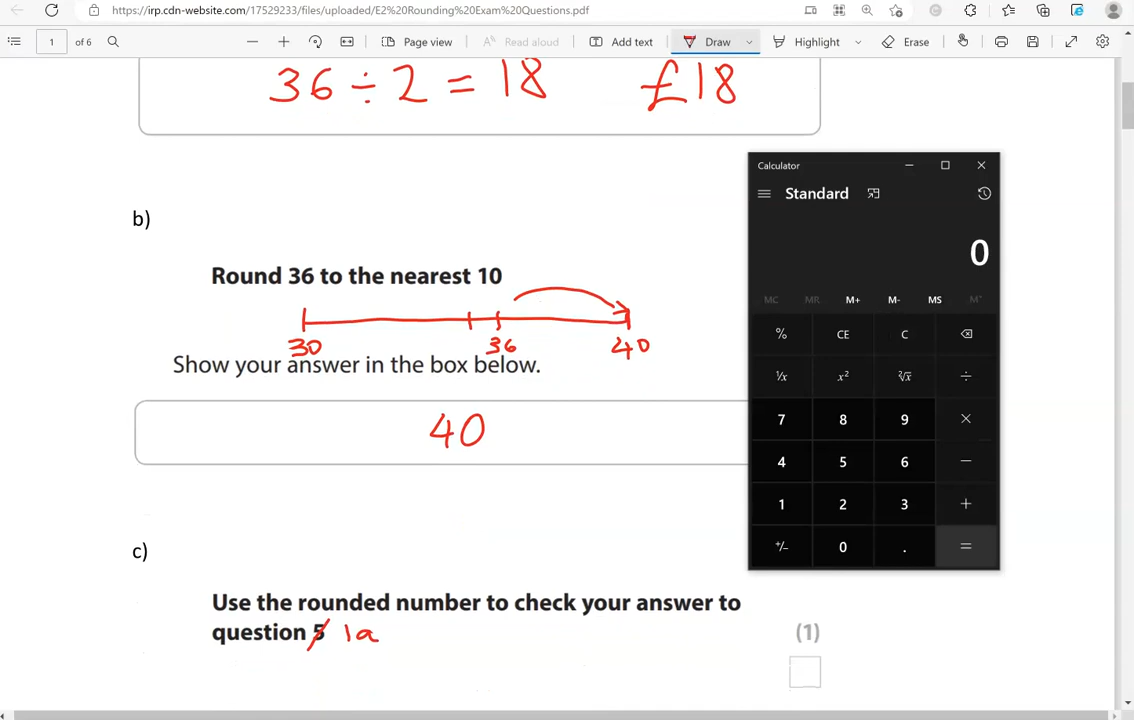 https://irp.cdn-website.com/17529233/files/uploaded/E2%20Rounding%20Exam%20Questions.pdf
1 of 6
Page view
Read aloud
Add text
Draw
Highlight
Erase
36 ÷ 2 = 18 £18
b)
Round 36 to the nearest 10
30 36 40
Show your answer in the box below.
40
c)
Use the rounded number to check your answer to
question 5 1a
(1)
Calculator
Standard
0
MC MR M+ M- MS M˅
% CE C
¹/x x² ²√x ÷
7 8 9 ×
4 5 6 −
1 2 3 +
+/− 0 . =